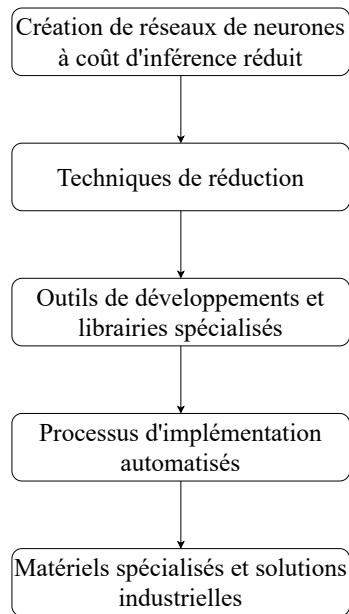 Création de réseaux de neurones
à coût d'inférence réduit
Techniques de réduction
Outils de développements et
librairies spécialisés
Processus d'implémentation
automatisés
Matériels spécialisés et solutions
industrielles